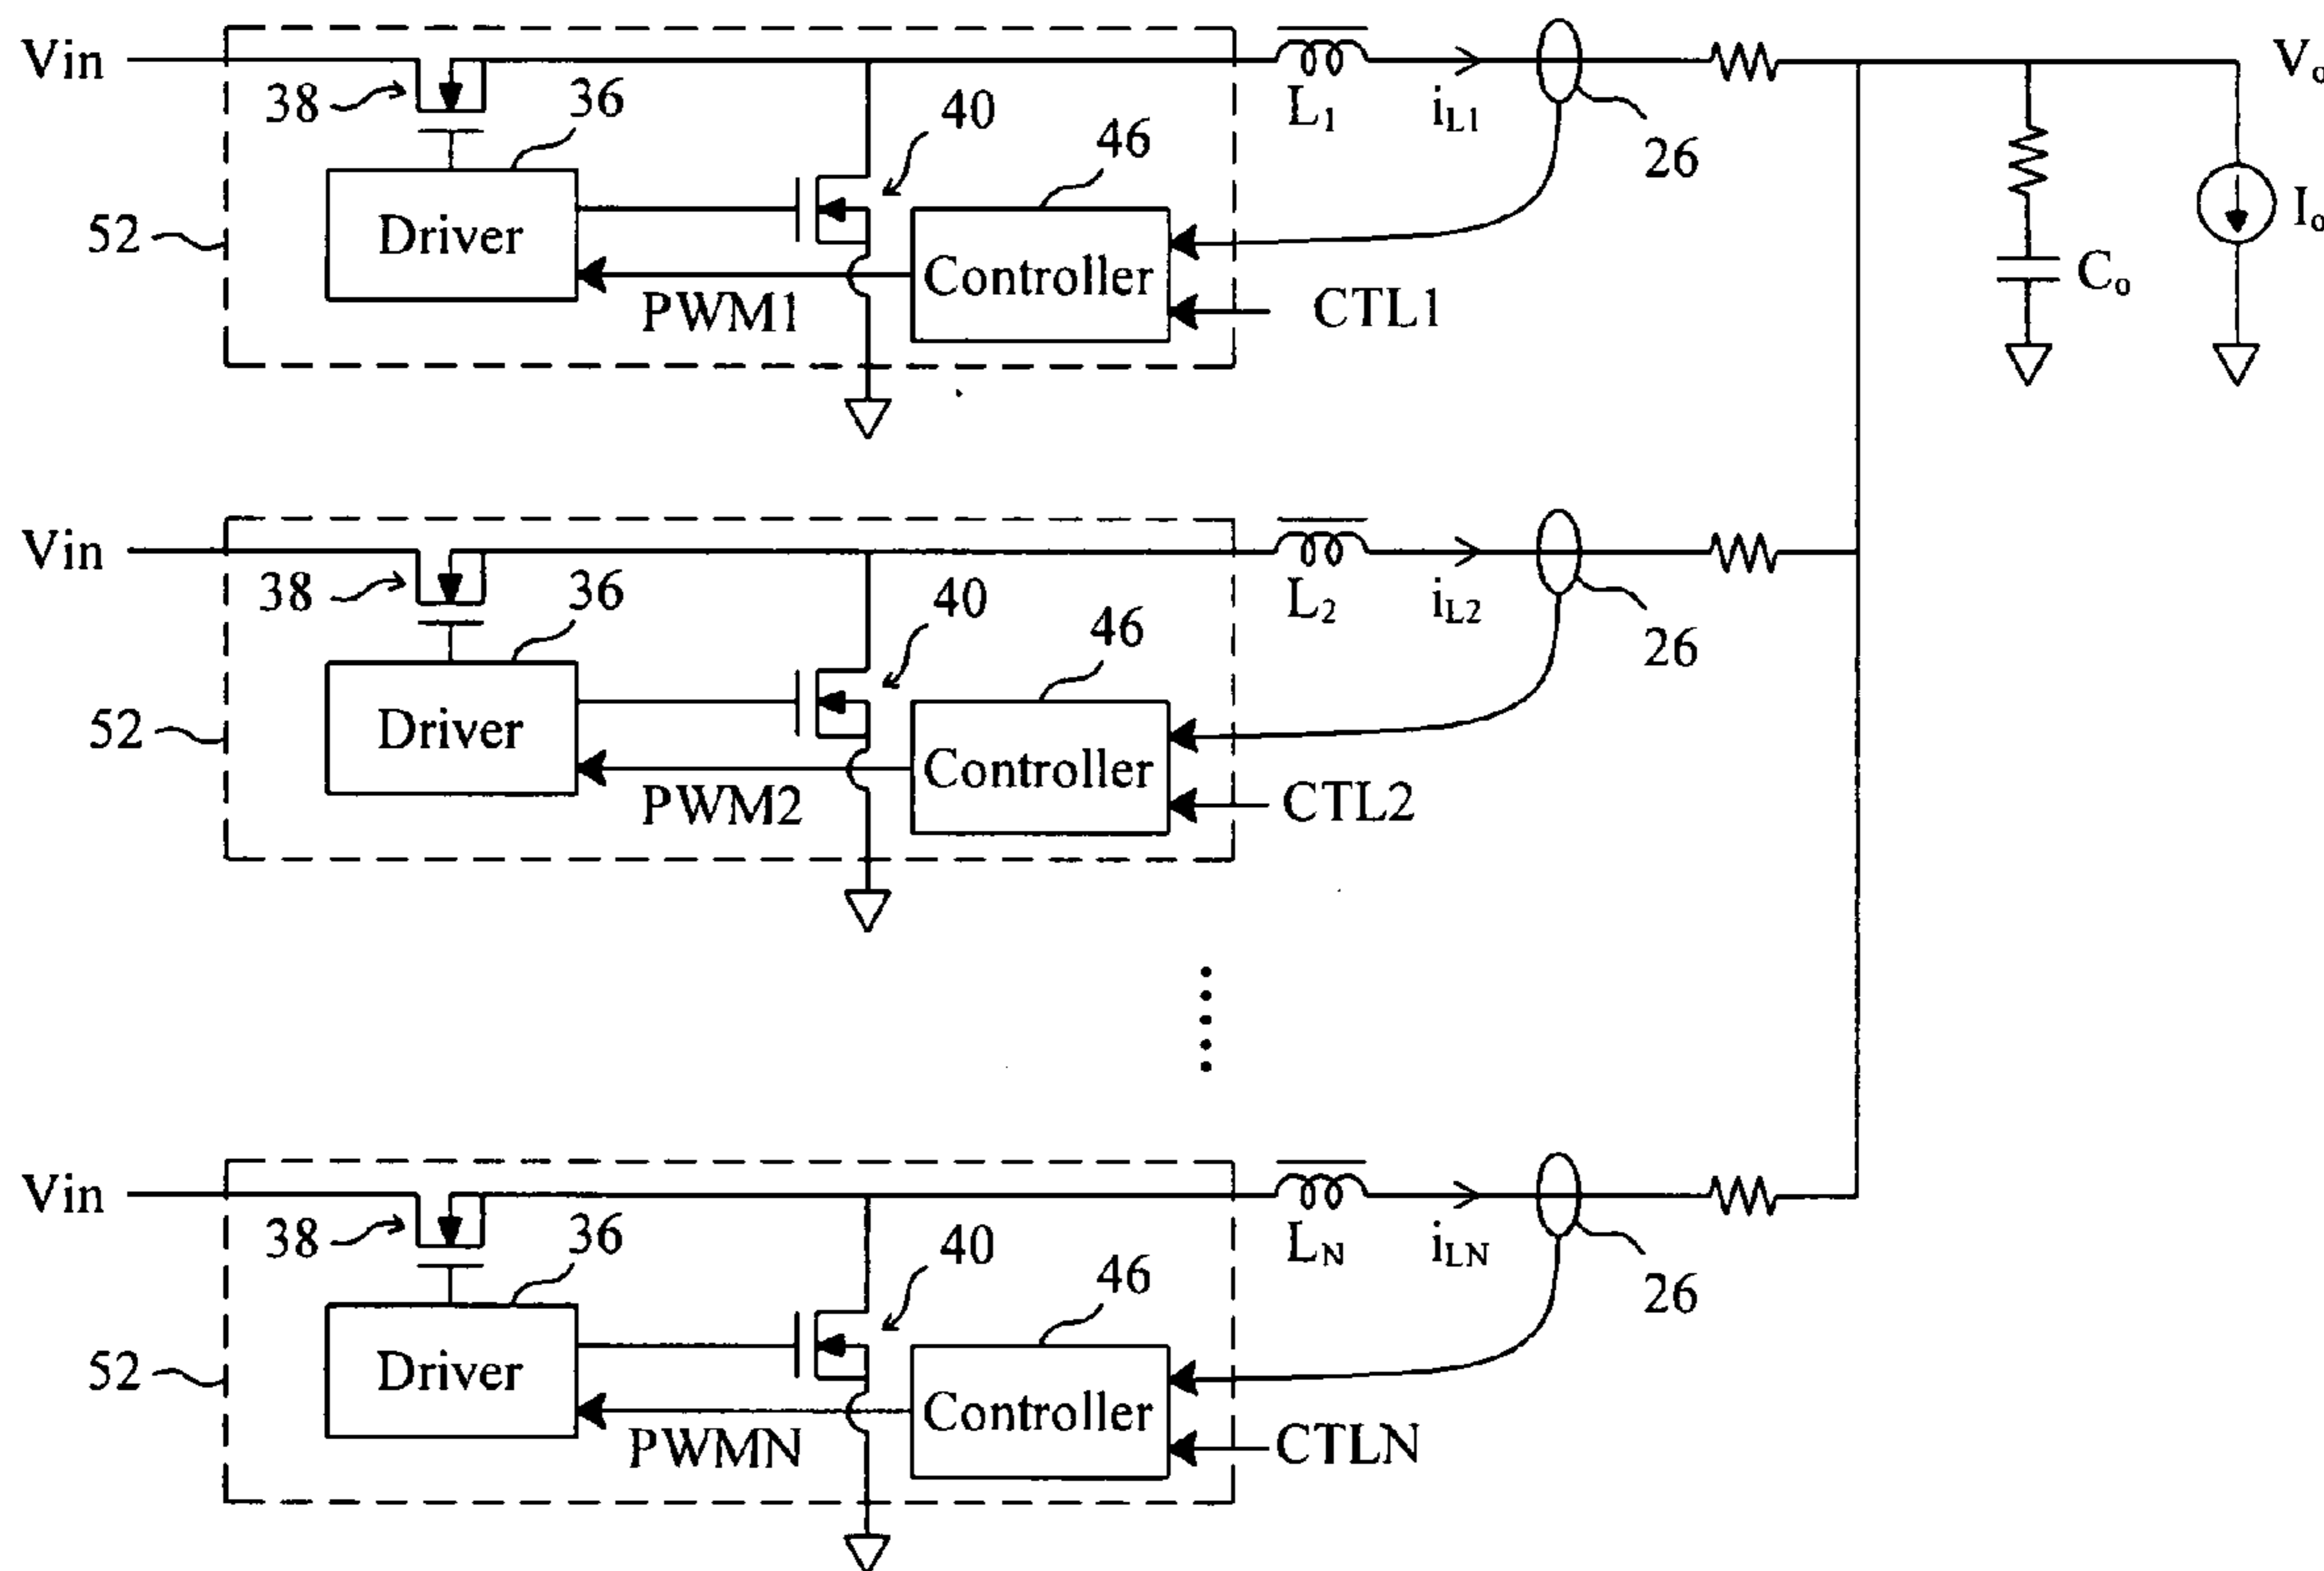 Vin
38
36
40
46
L1
iL1
26
Vo
Io
Co
52
Driver
Controller
PWM1
CTL1
Vin
38
36
40
46
L2
iL2
26
52
Driver
Controller
PWM2
CTL2
Vin
38
36
40
46
LN
iLN
26
52
Driver
Controller
PWMN
CTLN